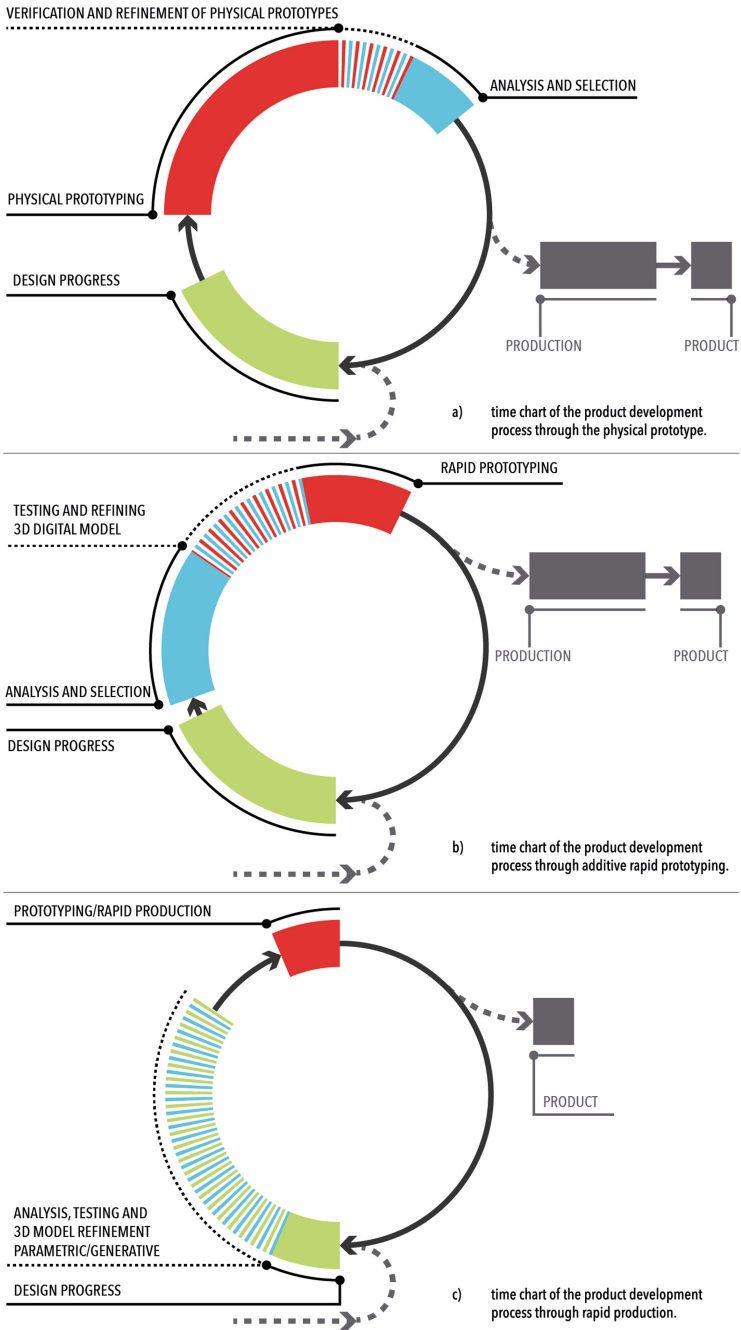 VERIFICATION AND REFINEMENT OF PHYSICAL PROTOTYPES
ANALYSIS AND SELECTION
PHYSICAL PROTOTYPING
DESIGN PROGRESS
PRODUCTION
PRODUCT
a) time chart of the product development
process through the physical prototype.
RAPID PROTOTYPING
TESTING AND REFINING
3D DIGITAL MODEL
PRODUCTION
PRODUCT
ANALYSIS AND SELECTION
DESIGN PROGRESS
b) time chart of the product development
process through additive rapid prototyping.
PROTOTYPING/RAPID PRODUCTION
PRODUCT
ANALYSIS, TESTING AND
3D MODEL REFINEMENT
PARAMETRIC/GENERATIVE
DESIGN PROGRESS
c) time chart of the product development
process through rapid production.